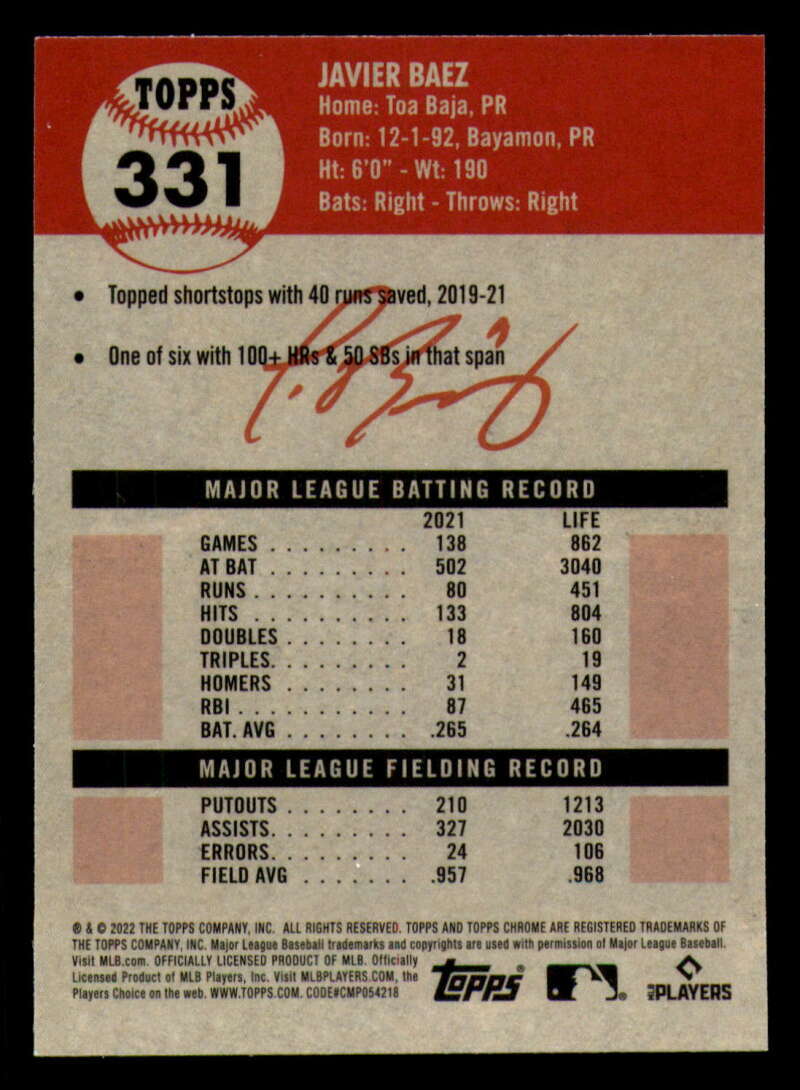 TOPPS
331
JAVIER BAEZ
Home: Toa Baja, PR
Born: 12-1-92, Bayamon, PR
Ht: 6'0" - Wt: 190
Bats: Right - Throws: Right
• Topped shortstops with 40 runs saved, 2019-21
• One of six with 100+ HRs & 50 SBs in that span
MAJOR LEAGUE BATTING RECORD
2021 LIFE
GAMES . . . . . . . . . 138 862
AT BAT . . . . . . . . . 502 3040
RUNS . . . . . . . . . . 80 451
HITS . . . . . . . . . . 133 804
DOUBLES . . . . . . . . 18 160
TRIPLES. . . . . . . . . 2 19
HOMERS . . . . . . . . 31 149
RBI . . . . . . . . . . . 87 465
BAT. AVG . . . . . . . . .265 .264
MAJOR LEAGUE FIELDING RECORD
PUTOUTS . . . . . . . . 210 1213
ASSISTS. . . . . . . . . 327 2030
ERRORS. . . . . . . . . 24 106
FIELD AVG . . . . . . . .957 .968
® & © 2022 THE TOPPS COMPANY, INC. ALL RIGHTS RESERVED. TOPPS AND TOPPS CHROME ARE REGISTERED TRADEMARKS OF
THE TOPPS COMPANY, INC. Major League Baseball trademarks and copyrights are used with permission of Major League Baseball.
Visit MLB.com. OFFICIALLY LICENSED PRODUCT OF MLB. Officially
Licensed Product of MLB Players, Inc. Visit MLBPLAYERS.COM, the
Players Choice on the web. WWW.TOPPS.COM. CODE#CMP054218
Topps®
MLB PLAYERS